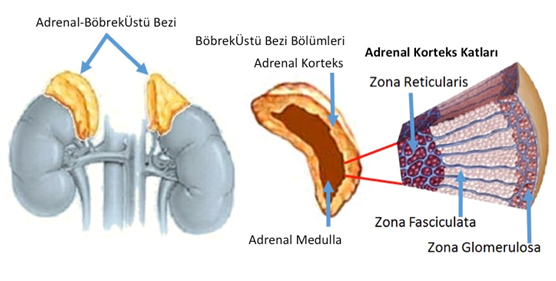 Adrenal-BöbrekÜstü Bezi
BöbrekÜstü Bezi Bölümleri
Adrenal Korteks
Adrenal Medulla
Adrenal Korteks Katları
Zona Reticularis
Zona Fasciculata
Zona Glomerulosa